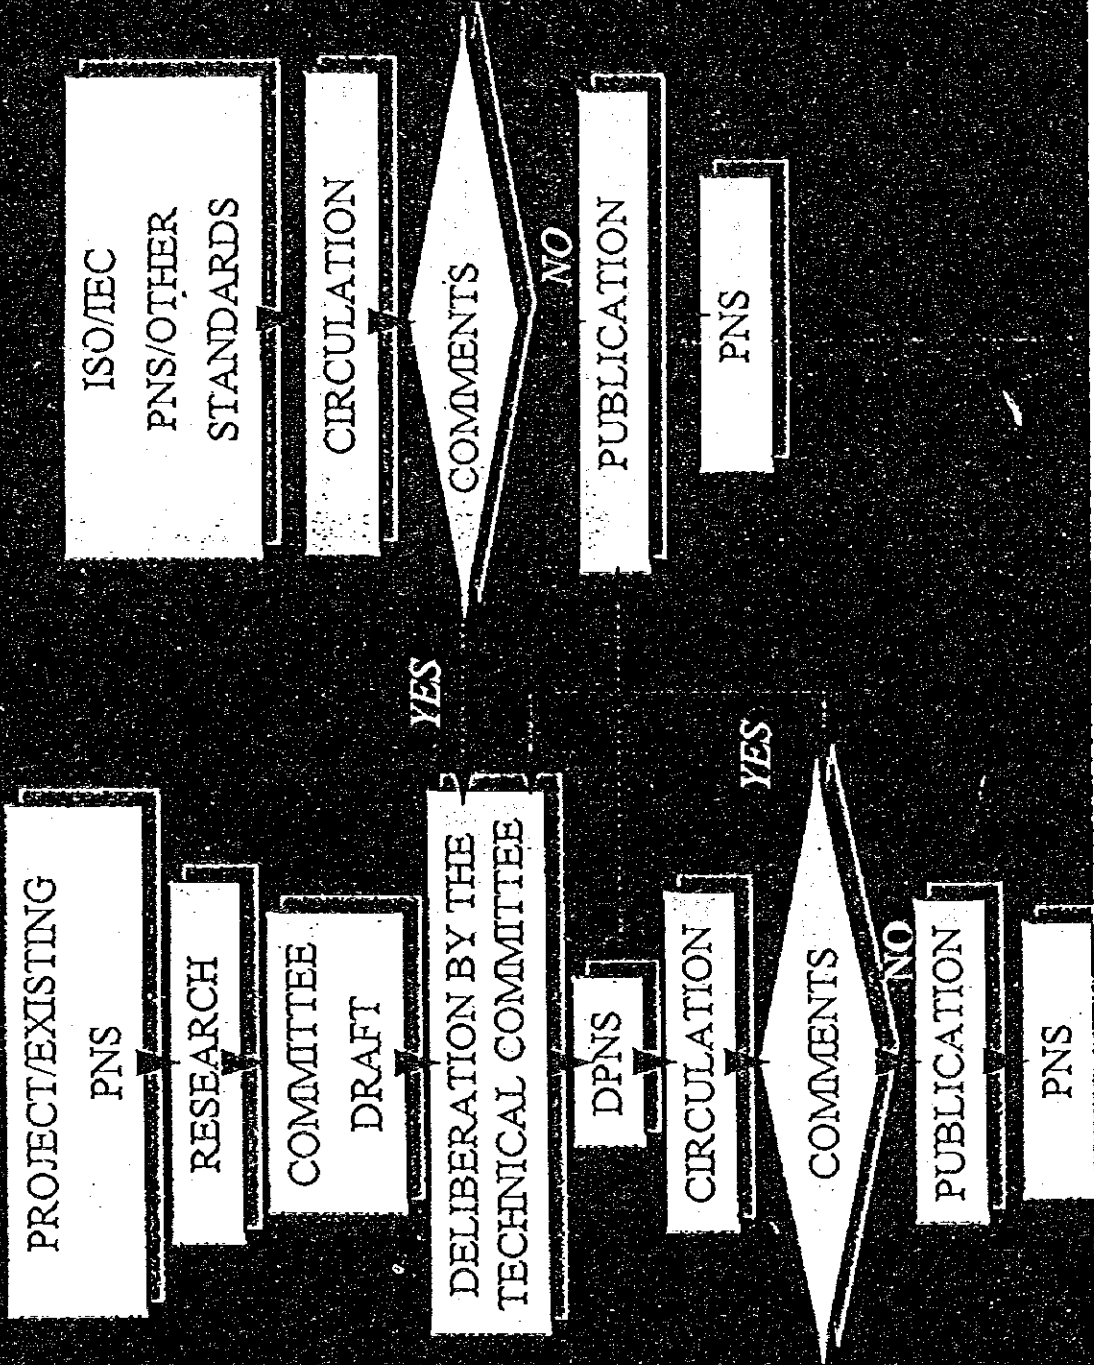 PROJECT/EXISTING
PNS
RESEARCH
COMMITTEE
DRAFT
DELIBERATION BY THE
TECHNICAL COMMITTEE
DPNS
CIRCULATION
COMMENTS
YES
NO
PUBLICATION
PNS
ISO/IEC
PNS/OTHER
STANDARDS
CIRCULATION
COMMENTS
YES
NO
PUBLICATION
PNS